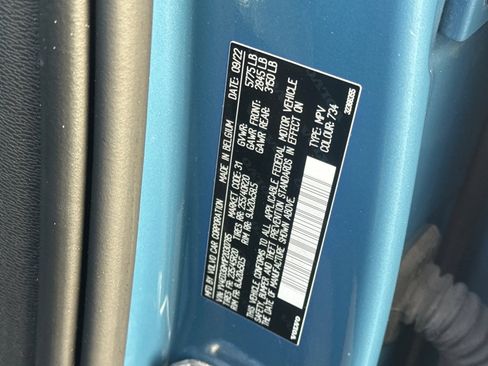 MFD. BY VOLVO CAR CORPORATION
MADE IN BELGIUM
DATE: 09/22
MARKET CODE: 31
GVWR: 5775 LB
GAWR FRONT: 2845 LB
GAWR REAR: 3150 LB
THIS VEHICLE CONFORMS TO ALL APPLICABLE FEDERAL MOTOR VEHICLE
SAFETY, BUMPER AND THEFT PREVENTION STANDARDS IN EFFECT ON
THE DATE OF MANUFACTURE SHOWN ABOVE.
TYPE: MPV
COLOUR: 734
VOLVO